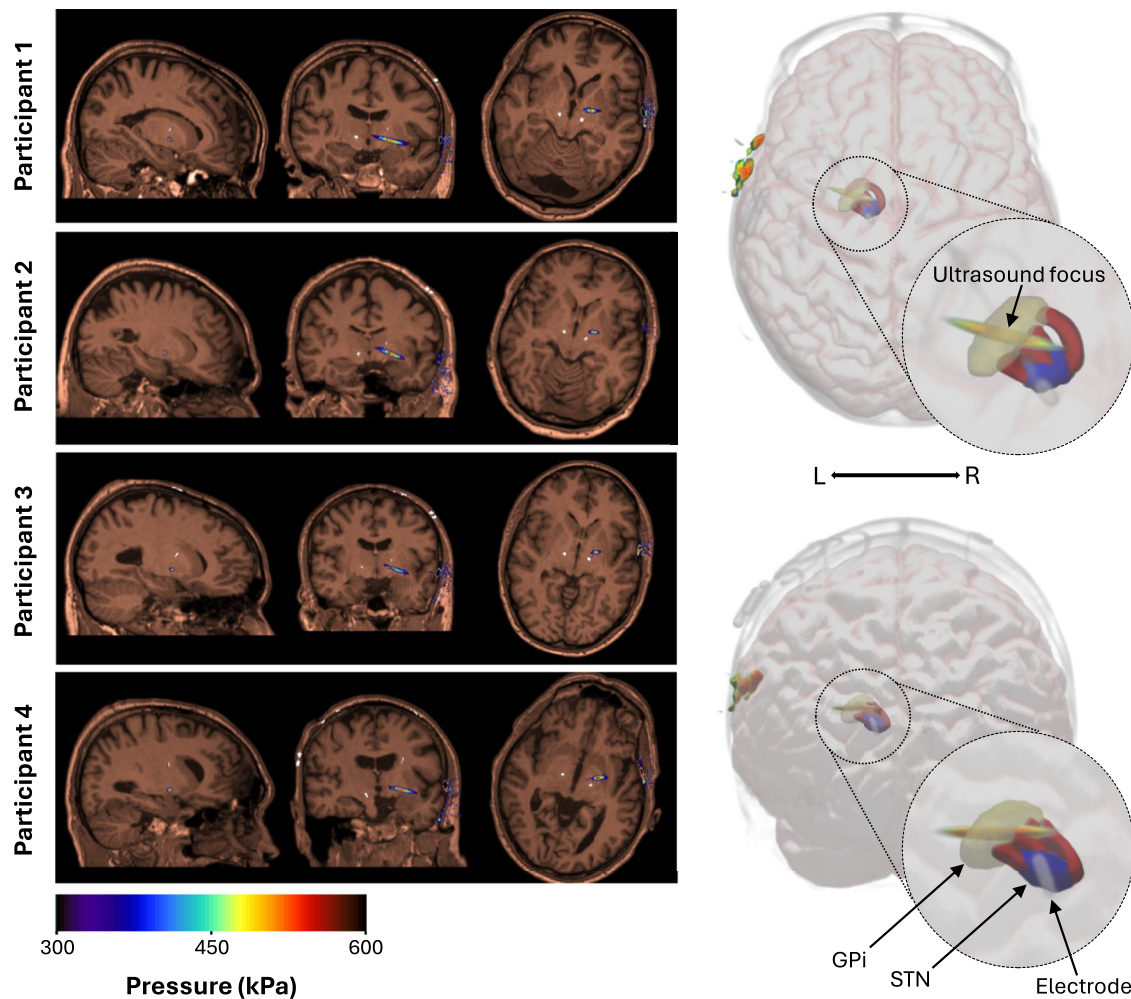 Participant 1
Participant 2
Participant 3
Participant 4
300 450 600
Pressure (kPa)
Ultrasound focus
L R
GPi
STN
Electrode